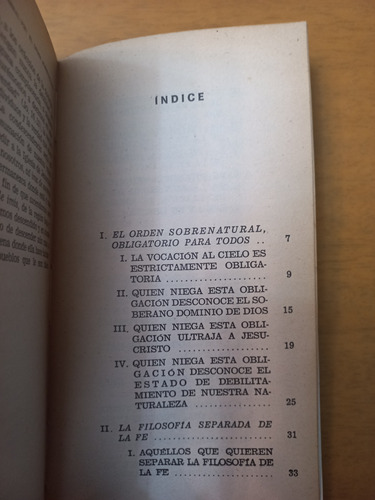 ÍNDICE
I. EL ORDEN SOBRENATURAL,
OBLIGATORIO PARA TODOS .. 7
I. LA VOCACIÓN AL CIELO ES
ESTRICTAMENTE OBLIGA-
TORIA .................... 9
II. QUIEN NIEGA ESTA OBLI-
GACIÓN DESCONOCE EL SO-
BERANO DOMINIO DE DIOS 15
III. QUIEN NIEGA ESTA OBLI-
GACIÓN ULTRAJA A JESU-
CRISTO .................. 19
IV. QUIEN NIEGA ESTA OBLI-
GACIÓN DESCONOCE EL
ESTADO DE DEBILITA-
MIENTO DE NUESTRA NA-
TURALEZA ............... 25
II. LA FILOSOFÍA SEPARADA DE
LA FE ...................... 31
I. AQUÉLLOS QUE QUIEREN
SEPARAR LA FILOSOFÍA DE
LA FE .................... 33